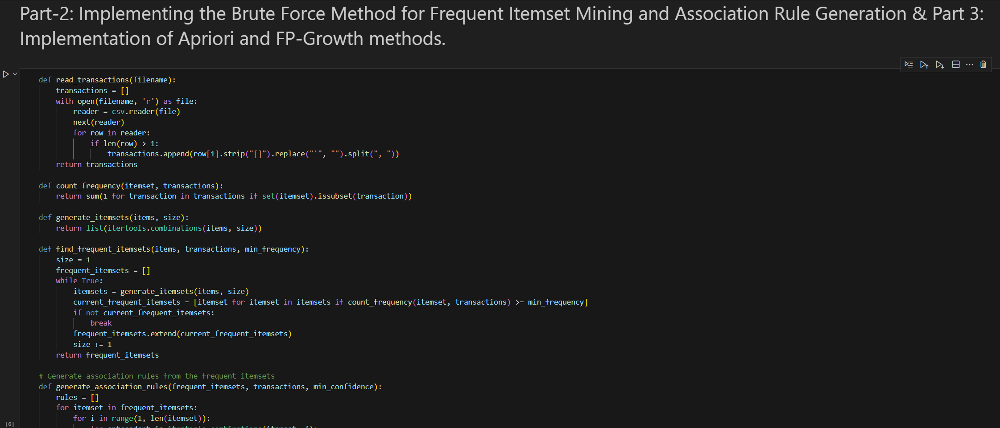 Part-2: Implementing the Brute Force Method for Frequent Itemset Mining and Association Rule Generation & Part 3:
Implementation of Apriori and FP-Growth methods.
def read_transactions(filename):
    transactions = []
    with open(filename, 'r') as file:
        reader = csv.reader(file)
        next(reader)
        for row in reader:
            if len(row) > 1:
                transactions.append(row[1].strip("[]").replace("'", "").split(", "))
    return transactions
def count_frequency(itemset, transactions):
    return sum(1 for transaction in transactions if set(itemset).issubset(transaction))
def generate_itemsets(items, size):
    return list(itertools.combinations(items, size))
def find_frequent_itemsets(items, transactions, min_frequency):
    size = 1
    frequent_itemsets = []
    while True:
        itemsets = generate_itemsets(items, size)
        current_frequent_itemsets = [itemset for itemset in itemsets if count_frequency(itemset, transactions) >= min_frequency]
        if not current_frequent_itemsets:
            break
        frequent_itemsets.extend(current_frequent_itemsets)
        size += 1
    return frequent_itemsets
# Generate association rules from the frequent itemsets
def generate_association_rules(frequent_itemsets, transactions, min_confidence):
    rules = []
    for itemset in frequent_itemsets:
        for i in range(1, len(itemset)):
[6]